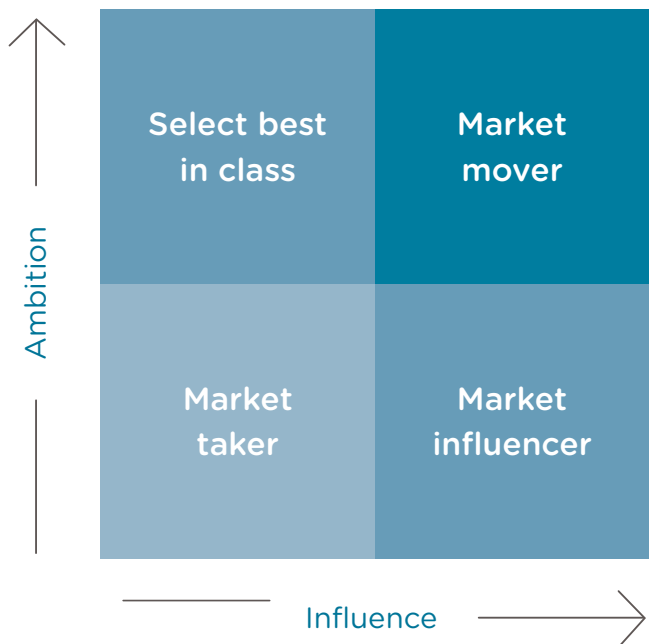 Select best
in class
Market
mover
Ambition
Market
taker
Market
influencer
Influence